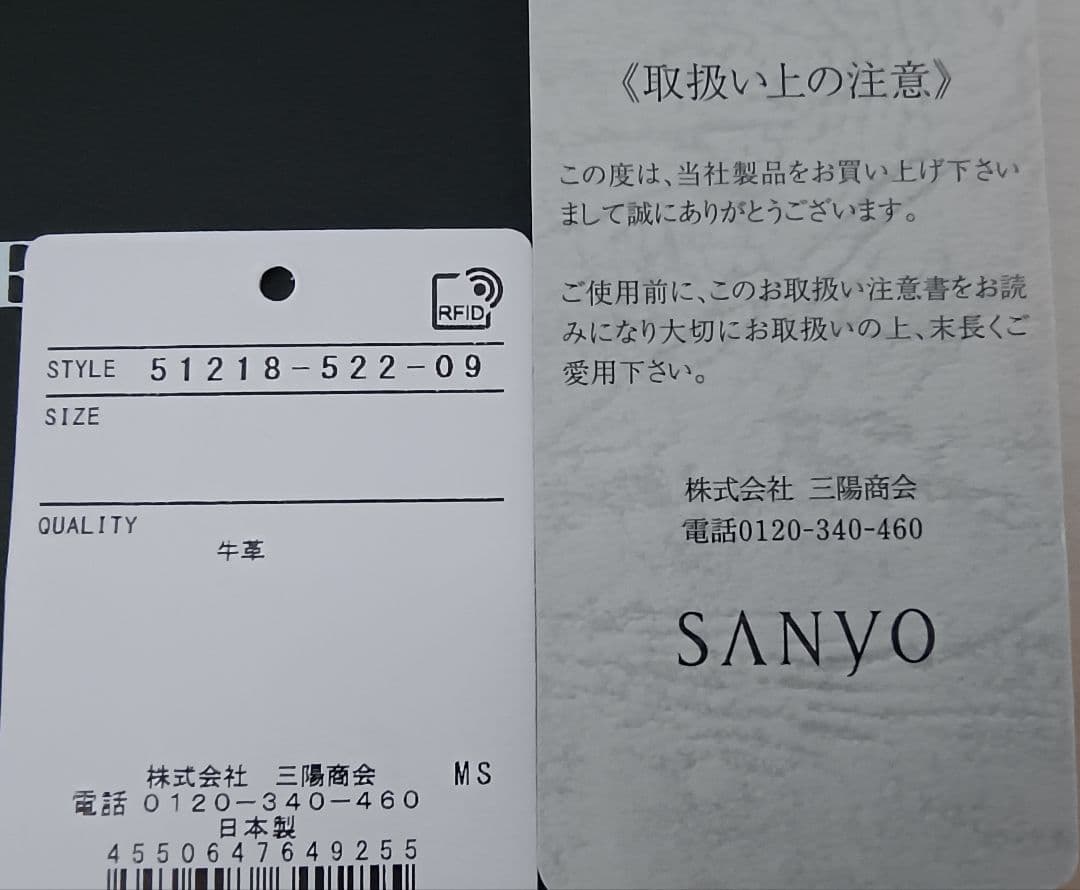 RFID
STYLE 51218-522-09
SIZE
QUALITY
牛革
株式会社 三陽商会 MS
電話 0120-340-460
日本製
4550647649255
《取扱い上の注意》
この度は、当社製品をお買い上げ下さい
まして誠にありがとうございます。
ご使用前に、このお取扱い注意書をお読
みになり大切にお取扱いの上、末長くご
愛用下さい。
株式会社 三陽商会
電話0120-340-460
SANYO